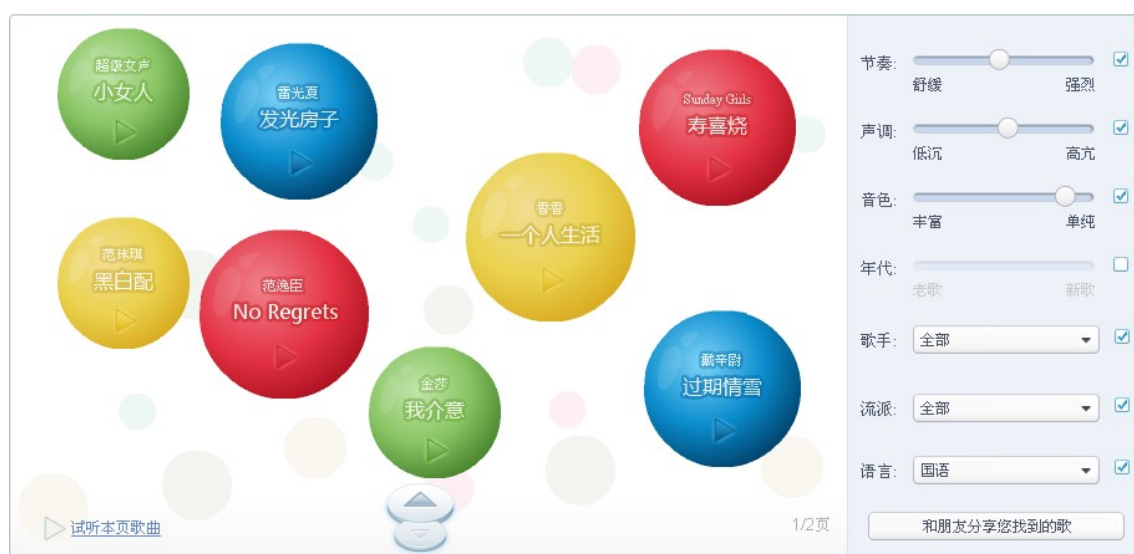 超级女声
小女人
雷光夏
发光房子
Sunday Girls
寿喜烧
香香
一个人生活
范玮琪
黑白配
范逸臣
No Regrets
金莎
我介意
戴辛尉
过期情雪
试听本页歌曲
1/2页
节奏:
舒缓 强烈
声调:
低沉 高亢
音色:
丰富 单纯
年代:
老歌 新歌
歌手: 全部
流派: 全部
语言: 国语
和朋友分享您找到的歌